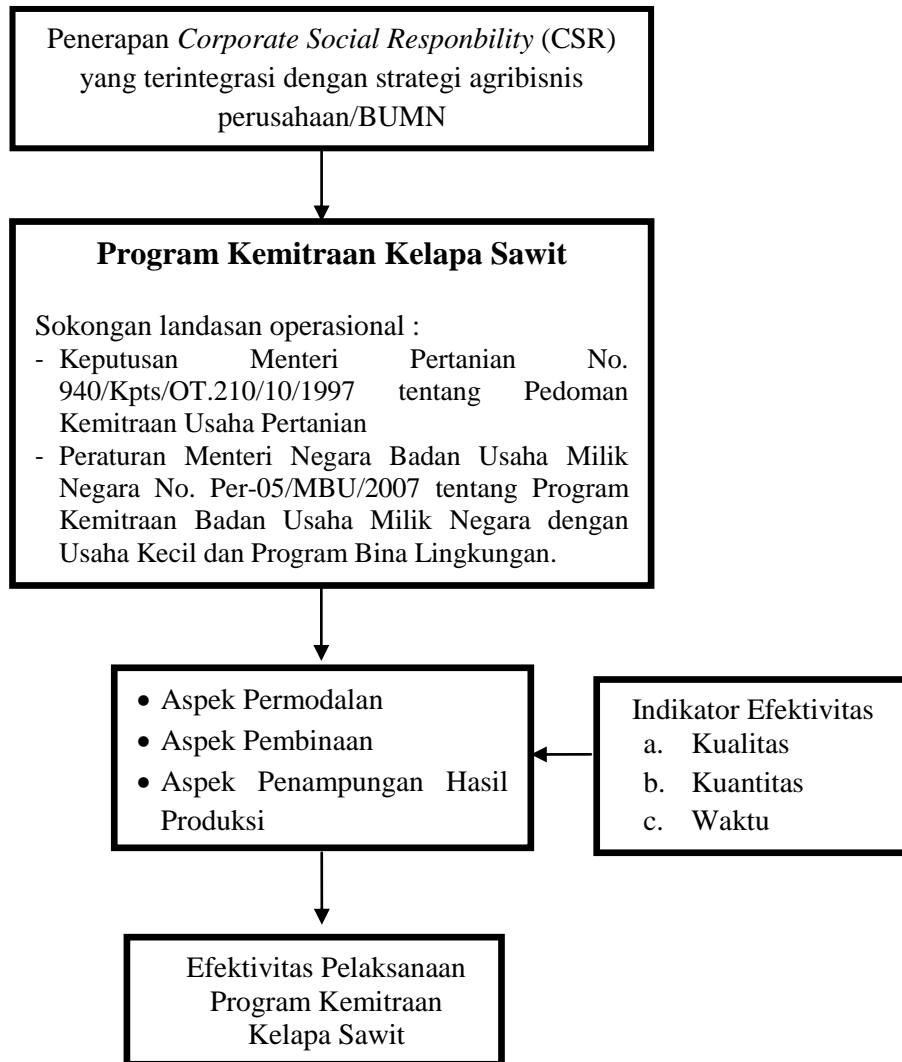 Penerapan Corporate Social Responbility (CSR)
yang terintegrasi dengan strategi agribisnis
perusahaan/BUMN
Program Kemitraan Kelapa Sawit
Sokongan landasan operasional :
- Keputusan Menteri Pertanian No.
940/Kpts/OT.210/10/1997 tentang Pedoman
Kemitraan Usaha Pertanian
- Peraturan Menteri Negara Badan Usaha Milik
Negara No. Per-05/MBU/2007 tentang Program
Kemitraan Badan Usaha Milik Negara dengan
Usaha Kecil dan Program Bina Lingkungan.
• Aspek Permodalan
• Aspek Pembinaan
• Aspek Penampungan Hasil
Produksi
Indikator Efektivitas
a. Kualitas
b. Kuantitas
c. Waktu
Efektivitas Pelaksanaan
Program Kemitraan
Kelapa Sawit